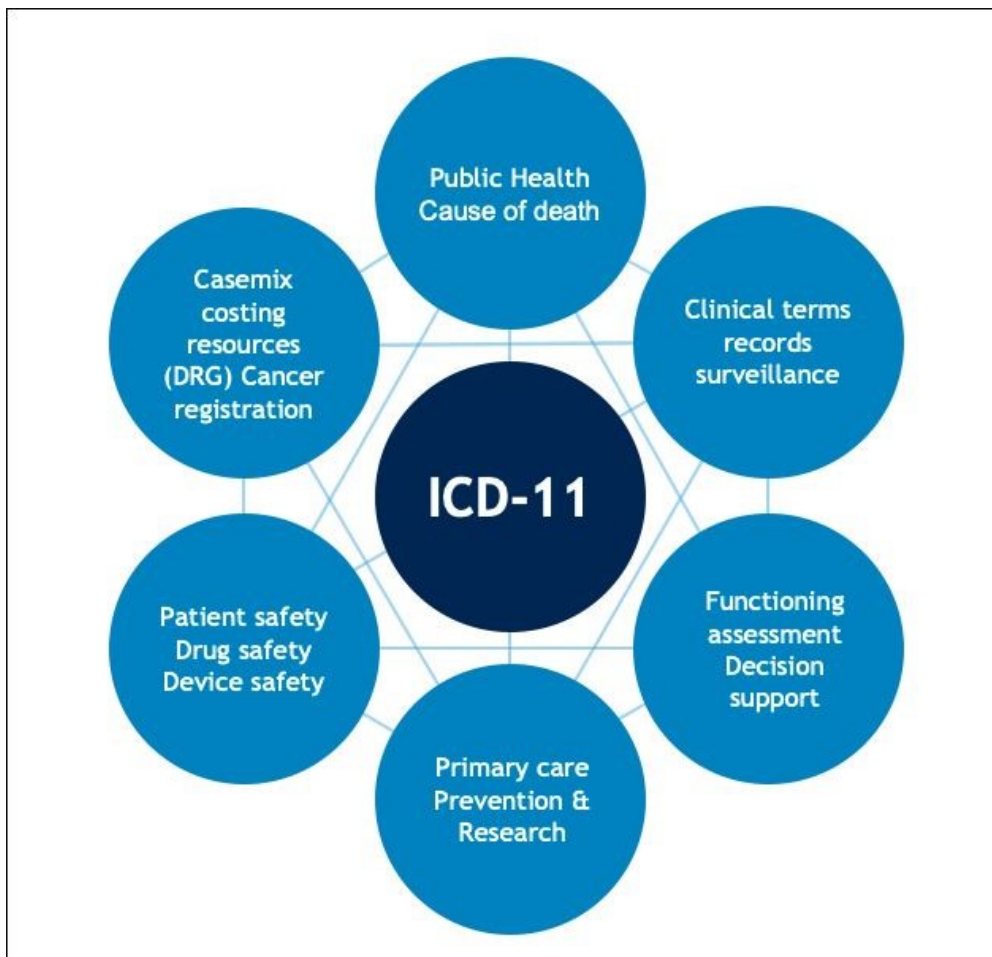 Public Health
Cause of death
Casemix
costing
resources
(DRG) Cancer
registration
Clinical terms
records
surveillance
ICD-11
Patient safety
Drug safety
Device safety
Functioning
assessment
Decision
support
Primary care
Prevention &
Research